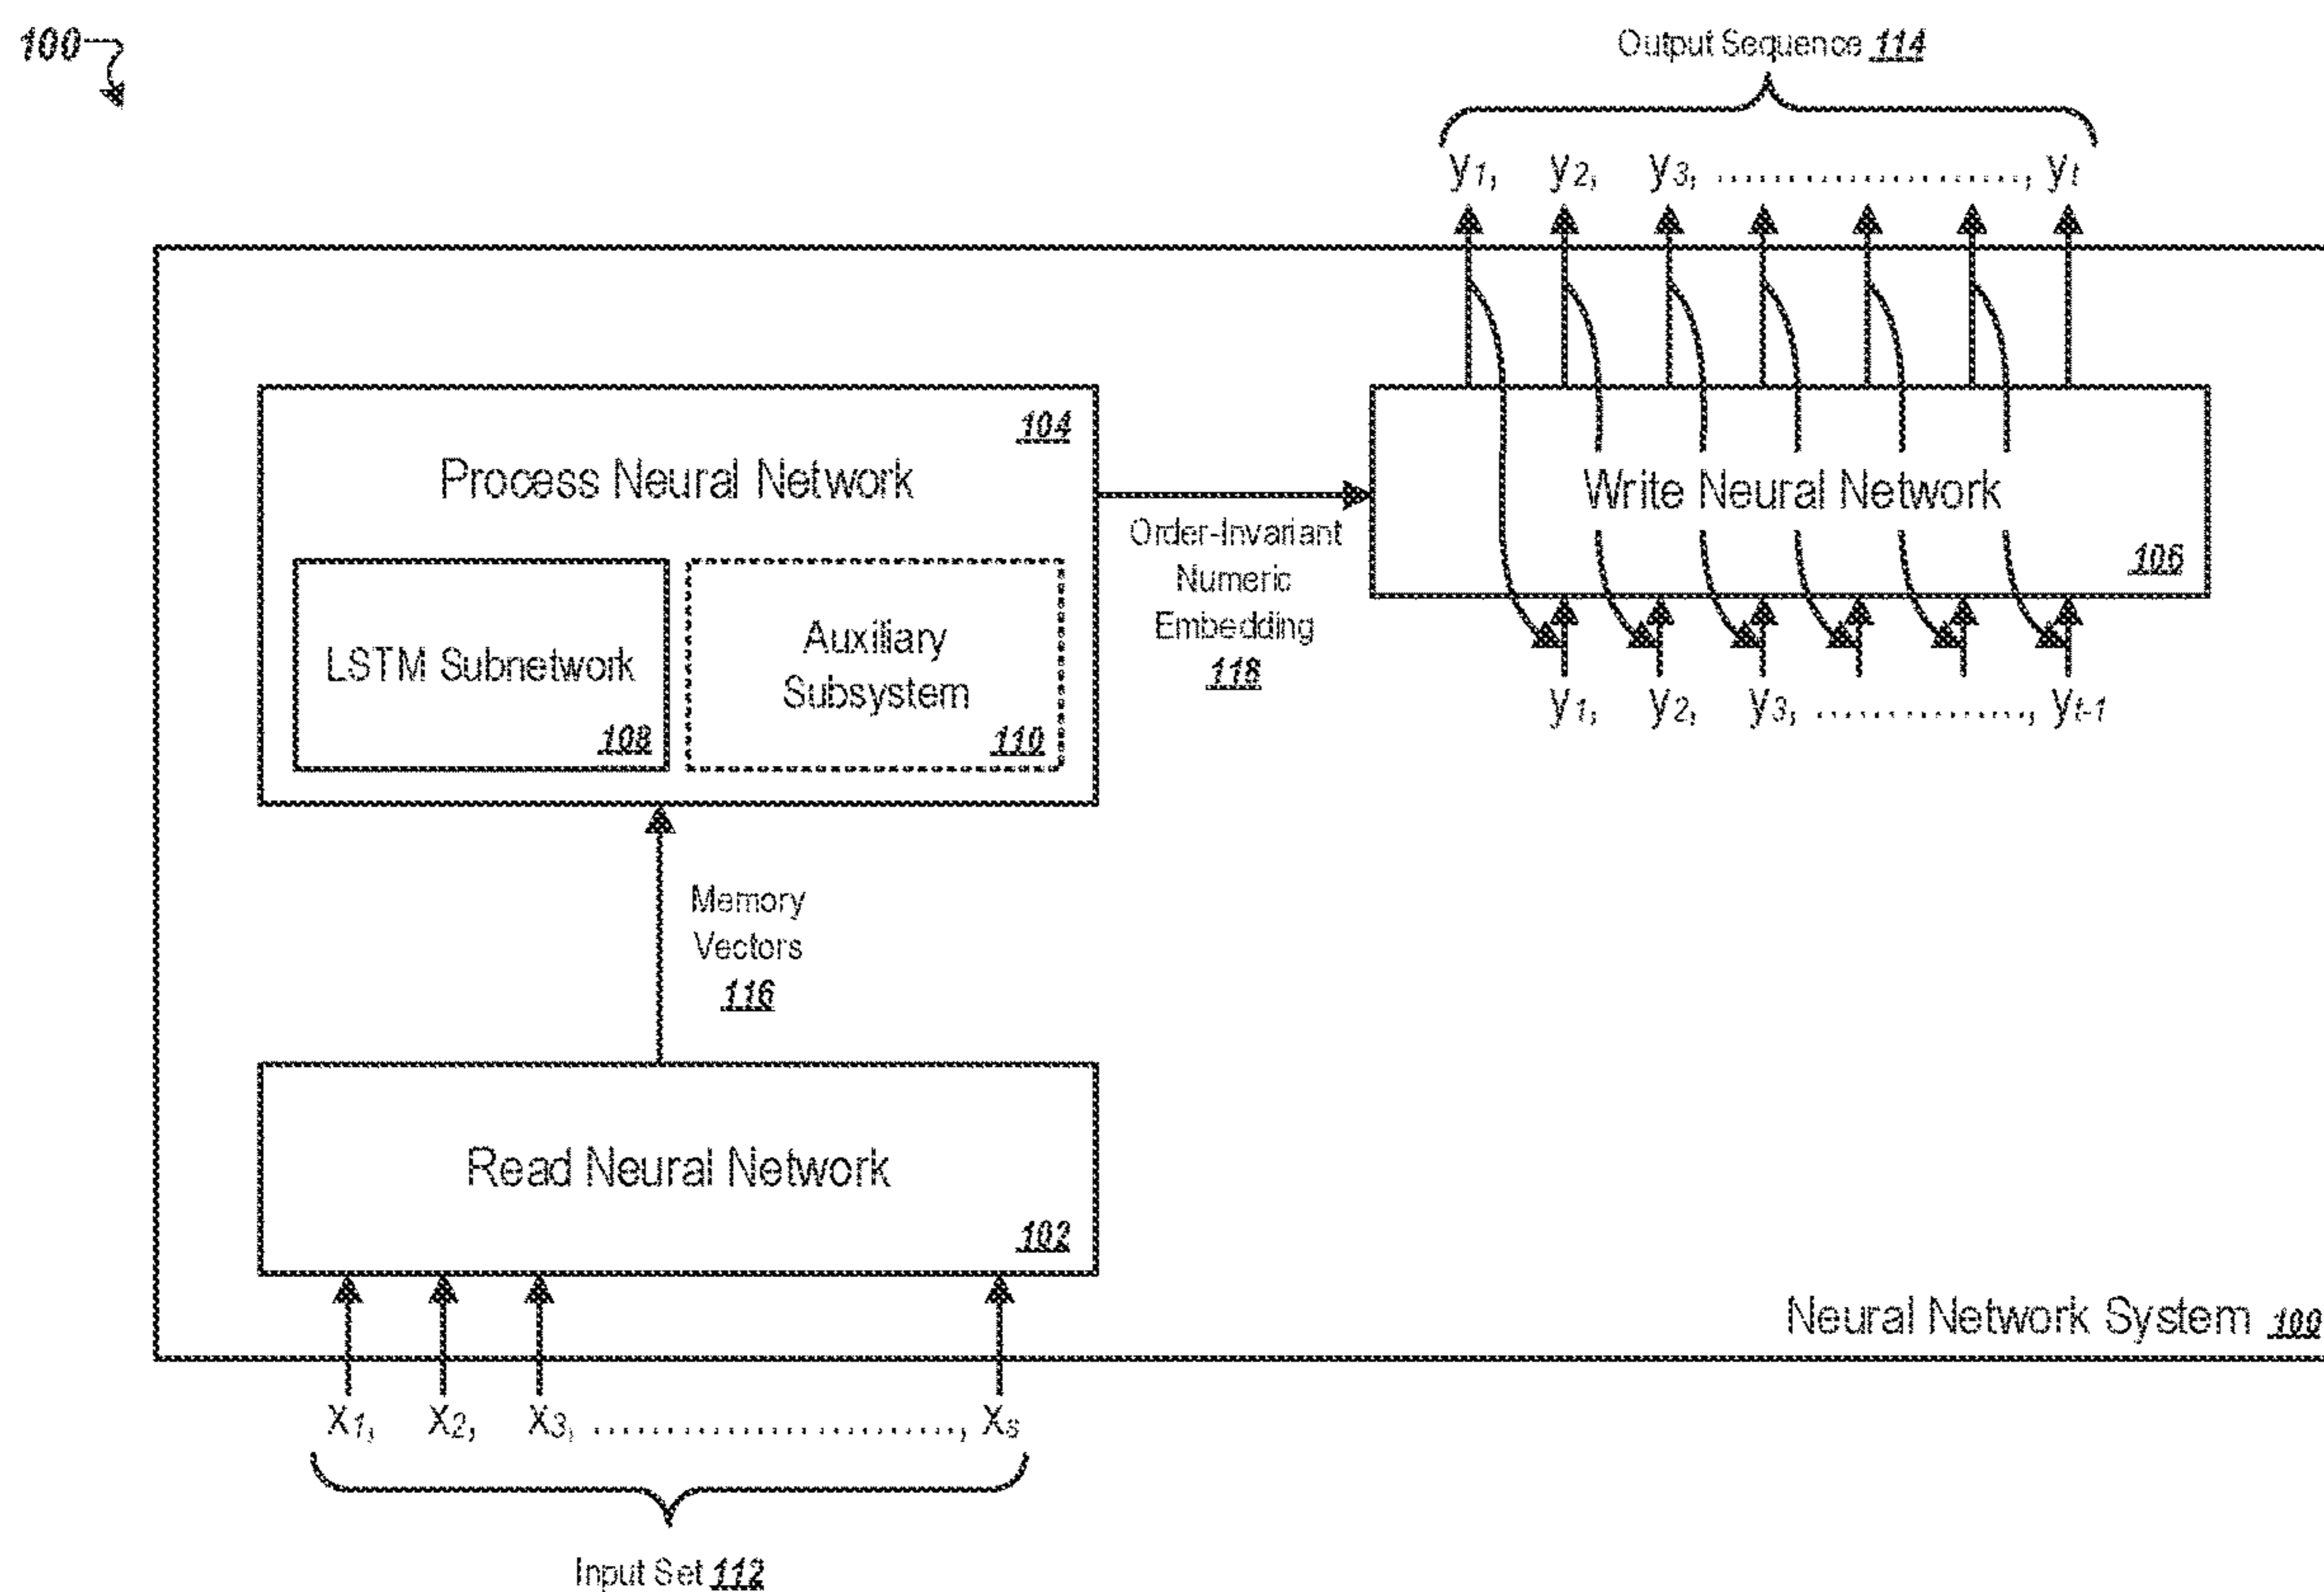 100
Output Sequence 114
y1, y2, y3, ......................, yt
104
Process Neural Network
LSTM Subnetwork
108
Auxiliary
Subsystem
110
Order-Invariant
Numeric
Embedding
118
Write Neural Network
106
y1, y2, y3, ..............., yt-1
Memory
Vectors
116
Read Neural Network
102
Neural Network System 100
x1, x2, x3, ........................., xs
Input Set 112